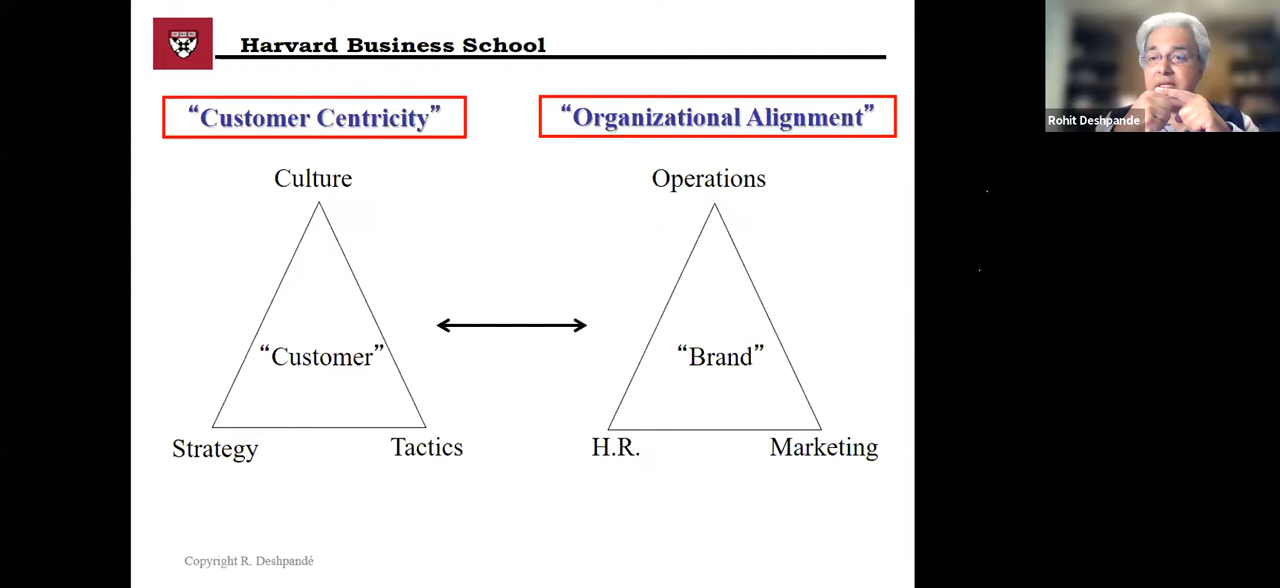 Harvard Business School
“Customer Centricity”
“Organizational Alignment”
Culture
Operations
“Customer”
“Brand”
Strategy
Tactics
H.R.
Marketing
Copyright R. Deshpandé
Rohit Deshpande